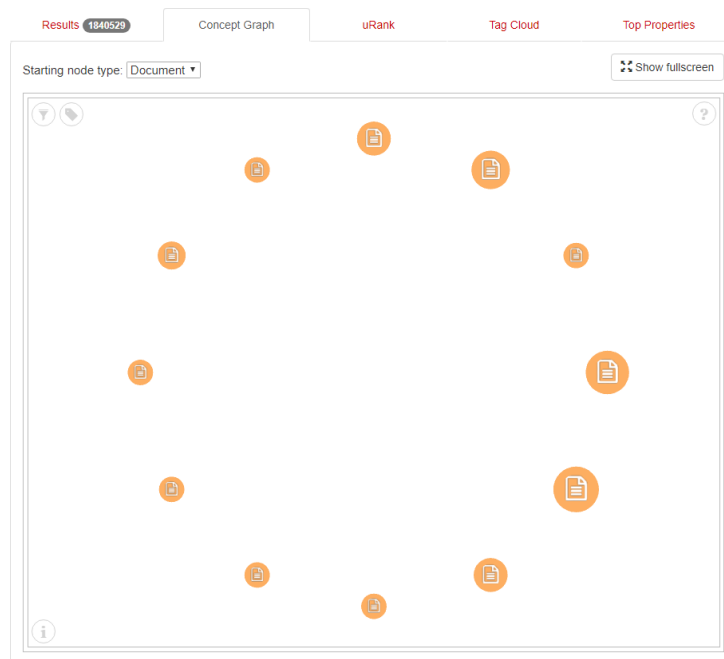 Results 1840529 Concept Graph uRank Tag Cloud Top Properties
Starting node type: Document Show fullscreen
?
i